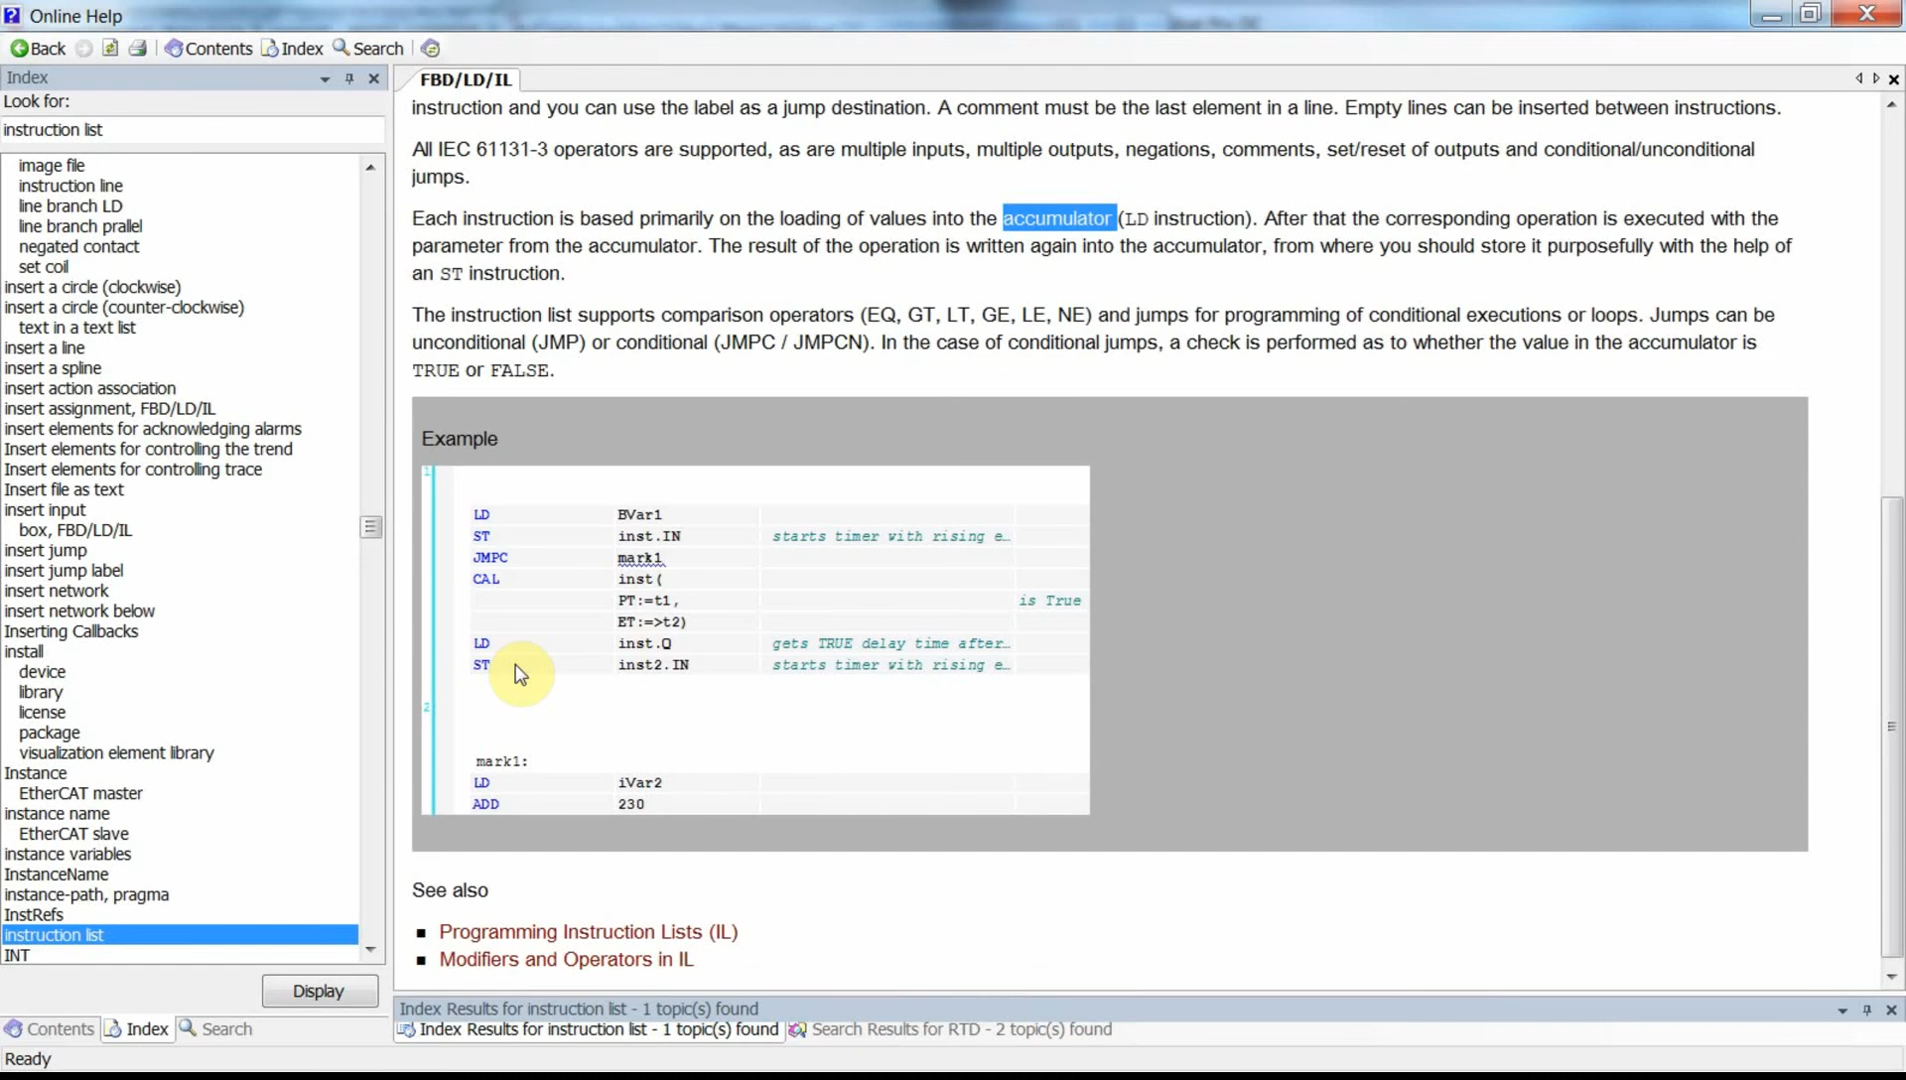 Online Help
Back Contents Index Search
Index
Look for:
instruction list
image file
instruction line
line branch LD
line branch prallel
negated contact
set coil
insert a circle (clockwise)
insert a circle (counter-clockwise)
text in a text list
insert a line
insert a spline
insert action association
insert assignment, FBD/LD/IL
insert elements for acknowledging alarms
Insert elements for controlling the trend
Insert elements for controlling trace
Insert file as text
insert input
box, FBD/LD/IL
insert jump
insert jump label
insert network
insert network below
Inserting Callbacks
install
device
library
license
package
visualization element library
Instance
EtherCAT master
instance name
EtherCAT slave
instance variables
InstanceName
instance-path, pragma
InstRefs
instruction list
INT
Display
Contents Index Search
Ready
FBD/LD/IL
instruction and you can use the label as a jump destination. A comment must be the last element in a line. Empty lines can be inserted between instructions.
All IEC 61131-3 operators are supported, as are multiple inputs, multiple outputs, negations, comments, set/reset of outputs and conditional/unconditional
jumps.
Each instruction is based primarily on the loading of values into the accumulator (LD instruction). After that the corresponding operation is executed with the
parameter from the accumulator. The result of the operation is written again into the accumulator, from where you should store it purposefully with the help of
an ST instruction.
The instruction list supports comparison operators (EQ, GT, LT, GE, LE, NE) and jumps for programming of conditional executions or loops. Jumps can be
unconditional (JMP) or conditional (JMPC / JMPCN). In the case of conditional jumps, a check is performed as to whether the value in the accumulator is
TRUE or FALSE.
Example
1
LD BVar1
ST inst.IN starts timer with rising e…
JMPC mark1
CAL inst(
PT:=t1, is True
ET:=>t2)
LD inst.Q gets TRUE delay time after…
ST inst2.IN starts timer with rising e…
2
mark1:
LD iVar2
ADD 230
See also
Programming Instruction Lists (IL)
Modifiers and Operators in IL
Index Results for instruction list - 1 topic(s) found
Index Results for instruction list - 1 topic(s) found Search Results for RTD - 2 topic(s) found